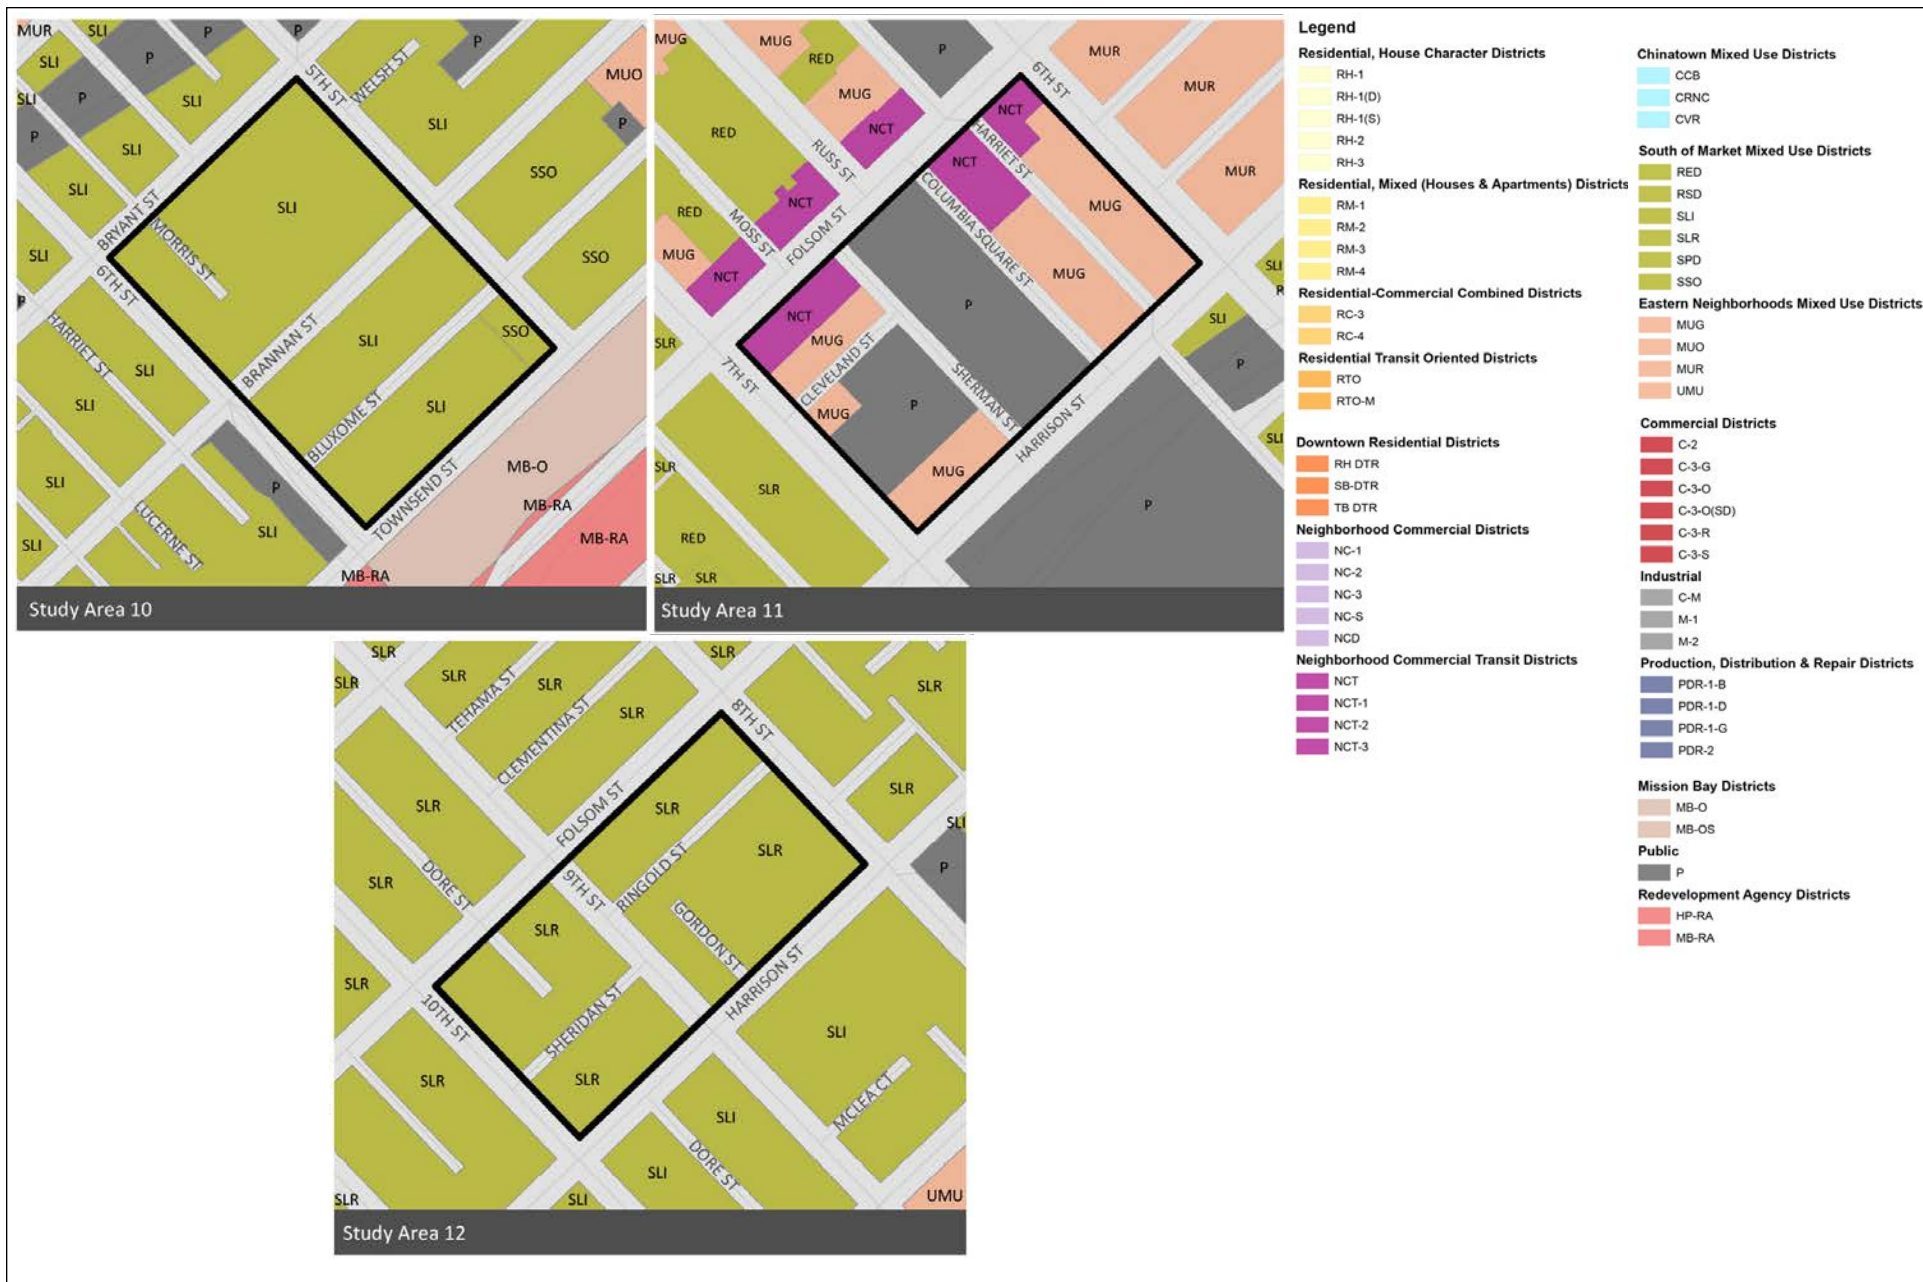 MUR
SLI
P
P
SLI
P
SLI
P
SLI
P
SLI
SLI
SLI
P
5TH ST
WELSH ST
P
MUO
SLI
P
SSO
SSO
BRYANT ST
MORRIS ST
6TH ST
SLI
BRANNAN ST
SLI
SSO
BLUXOME ST
SLI
HARRIET ST
SLI
SLI
SLI
P
LUCERNE ST
SLI
SLI
TOWNSEND ST
MB-O
MB-RA
MB-RA
MB-RA
Study Area 10
MUG
MUG
RED
P
6TH ST
MUR
MUR
MUR
MUG
NCT
RED
RUSS ST
NCT
HARRIET ST
NCT
COLUMBIA SQUARE ST
MUG
MUG
RED
MOSS ST
NCT
FOLSOM ST
MUG
NCT
SLI
P
SLI
P
SLI
SLR
7TH ST
NCT
MUG
CLEVELAND ST
MUG
P
P
SHERMAN ST
MUG
HARRISON ST
P
SLR
SLR
RED
SLR
SLR
Study Area 11
SLR
SLR
SLR
TEHAMA ST
SLR
CLEMENTINA ST
SLR
SLR
8TH ST
SLR
SLR
SLI
P
SLR
FOLSOM ST
SLR
RINGOLD ST
SLR
DORE ST
9TH ST
SLR
GORDON ST
SLR
SLR
10TH ST
SHERIDAN ST
HARRISON ST
SLI
SLR
SLR
SLI
MCLEA CT
DORE ST
SLI
SLR
SLI
UMU
Study Area 12
Legend
Residential, House Character Districts
RH-1
RH-1(D)
RH-1(S)
RH-2
RH-3
Residential, Mixed (Houses & Apartments) Districts
RM-1
RM-2
RM-3
RM-4
Residential-Commercial Combined Districts
RC-3
RC-4
Residential Transit Oriented Districts
RTO
RTO-M
Downtown Residential Districts
RH DTR
SB-DTR
TB DTR
Neighborhood Commercial Districts
NC-1
NC-2
NC-3
NC-S
NCD
Neighborhood Commercial Transit Districts
NCT
NCT-1
NCT-2
NCT-3
Chinatown Mixed Use Districts
CCB
CRNC
CVR
South of Market Mixed Use Districts
RED
RSD
SLI
SLR
SPD
SSO
Eastern Neighborhoods Mixed Use Districts
MUG
MUO
MUR
UMU
Commercial Districts
C-2
C-3-G
C-3-O
C-3-O(SD)
C-3-R
C-3-S
Industrial
C-M
M-1
M-2
Production, Distribution & Repair Districts
PDR-1-B
PDR-1-D
PDR-1-G
PDR-2
Mission Bay Districts
MB-O
MB-OS
Public
P
Redevelopment Agency Districts
HP-RA
MB-RA